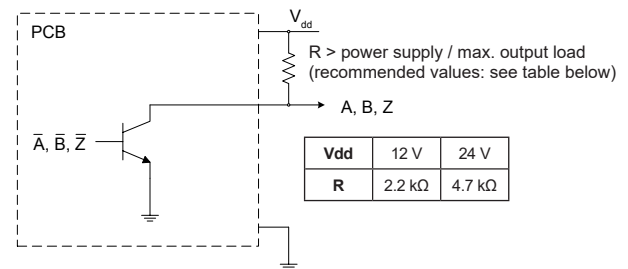 V_dd
PCB
R > power supply / max. output load
(recommended values: see table below)
A, B, Z
A̅, B̅, Z̅
Vdd 12 V 24 V
R 2.2 kΩ 4.7 kΩ